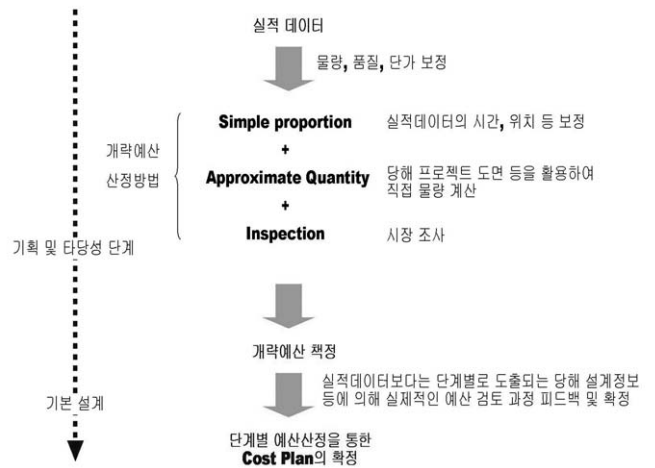 실적 데이터
물량, 품질, 단가 보정
Simple proportion 실적데이터의 시간, 위치 등 보정
+
개략예산
산정방법
Approximate Quantity 당해 프로젝트 도면 등을 활용하여
직접 물량 계산
+
Inspection 시장 조사
기획 및 타당성 단계
개략예산 책정
실적데이터보다는 단계별로 도출되는 당해 설계정보
등에 의해 실제적인 예산 검토 과정 피드백 및 확정
기본 설계
단계별 예산산정을 통한
Cost Plan의 확정